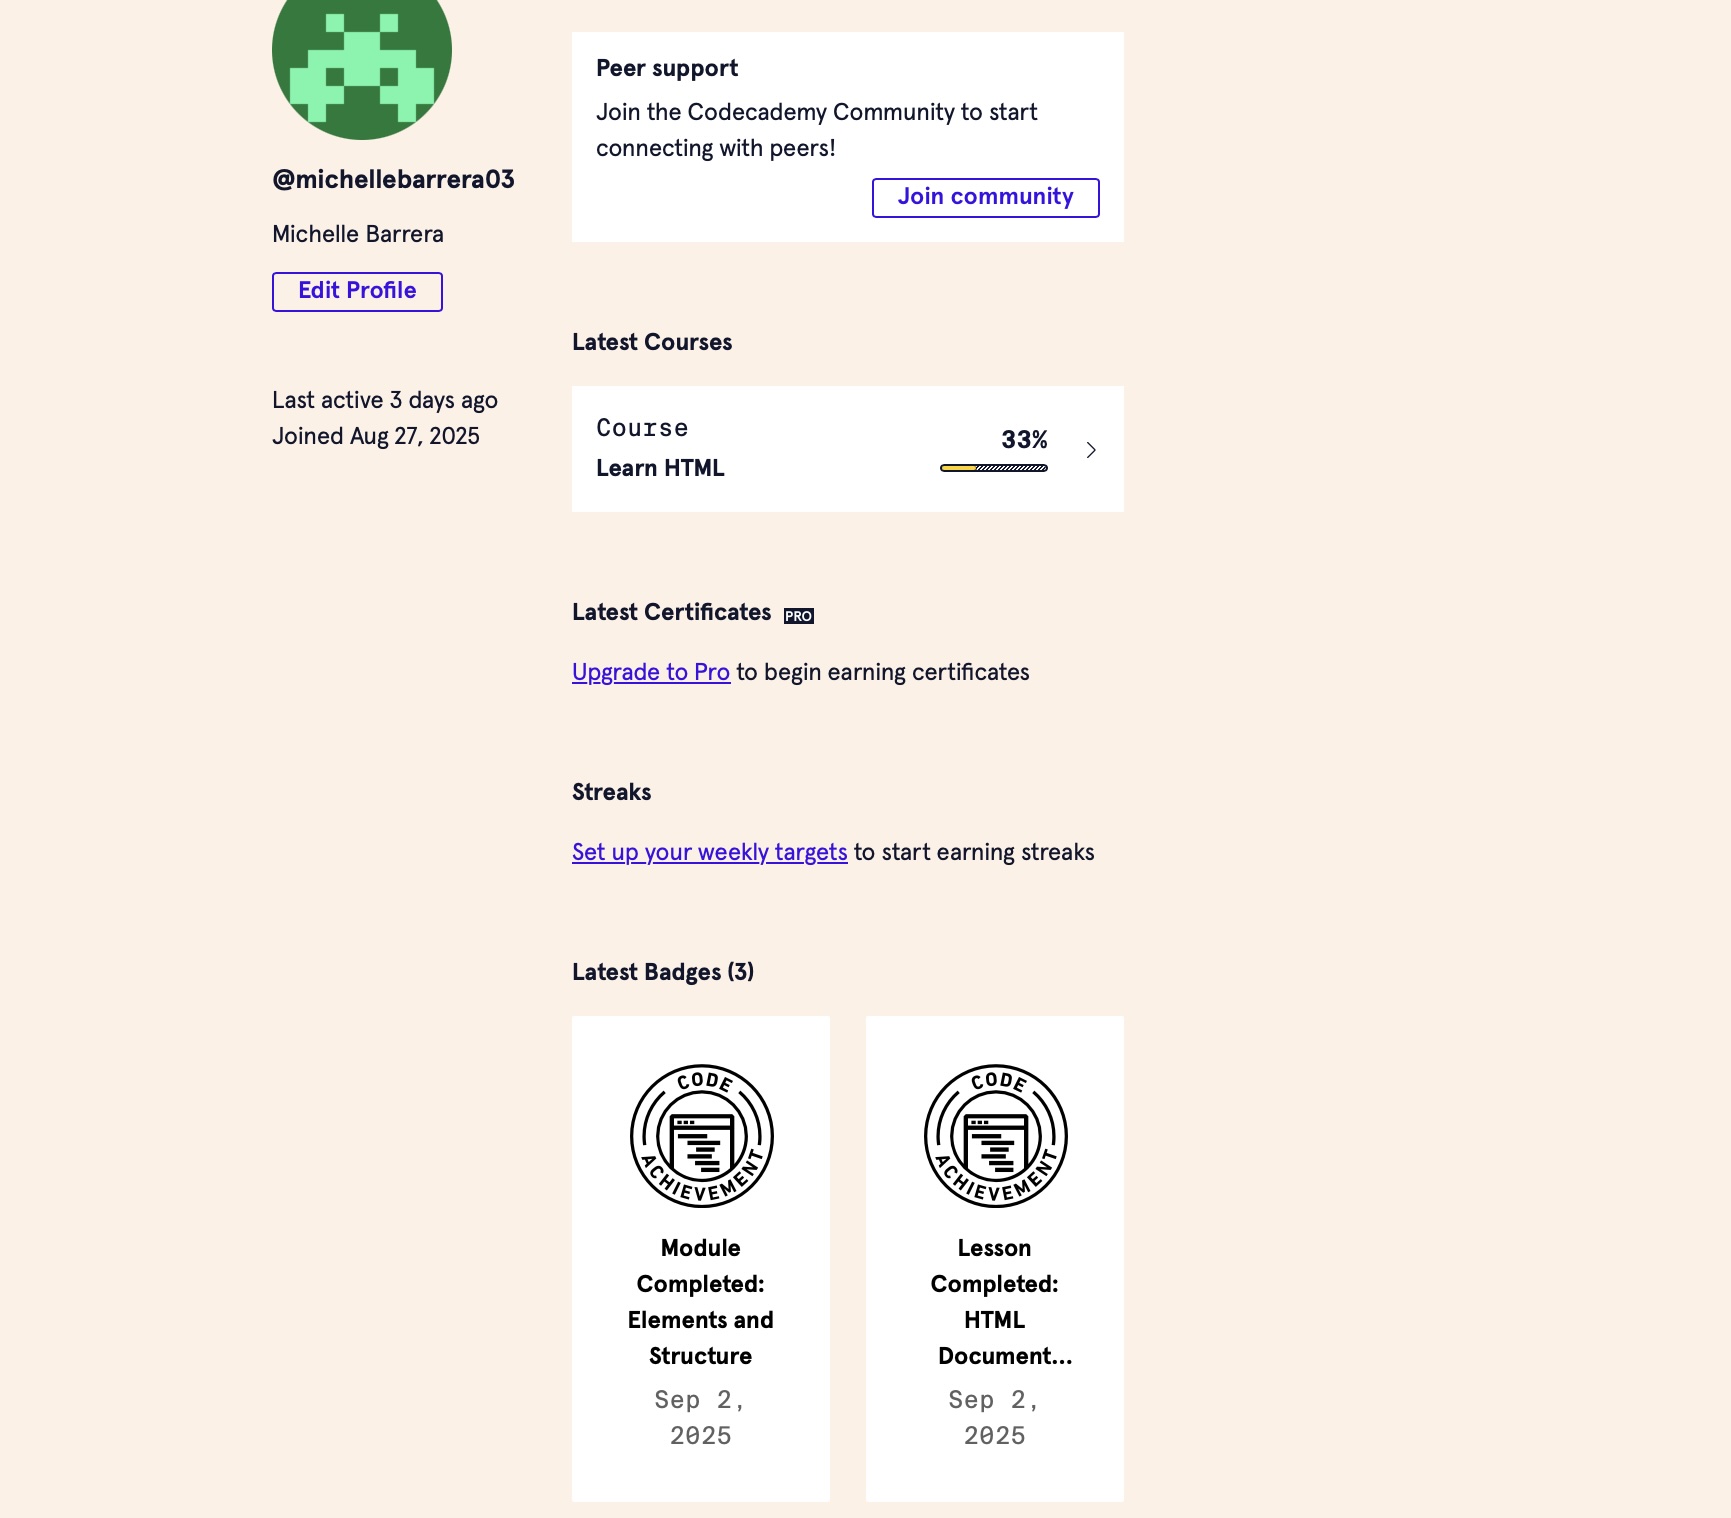 @michellebarrera03
Michelle Barrera
Edit Profile
Last active 3 days ago
Joined Aug 27, 2025
Peer support
Join the Codecademy Community to start
connecting with peers!
Join community
Latest Courses
Course
Learn HTML
33%
Latest Certificates PRO
Upgrade to Pro to begin earning certificates
Streaks
Set up your weekly targets to start earning streaks
Latest Badges (3)
CODE
ACHIEVEMENT
Module
Completed:
Elements and
Structure
Sep 2,
2025
CODE
ACHIEVEMENT
Lesson
Completed:
HTML
Document...
Sep 2,
2025